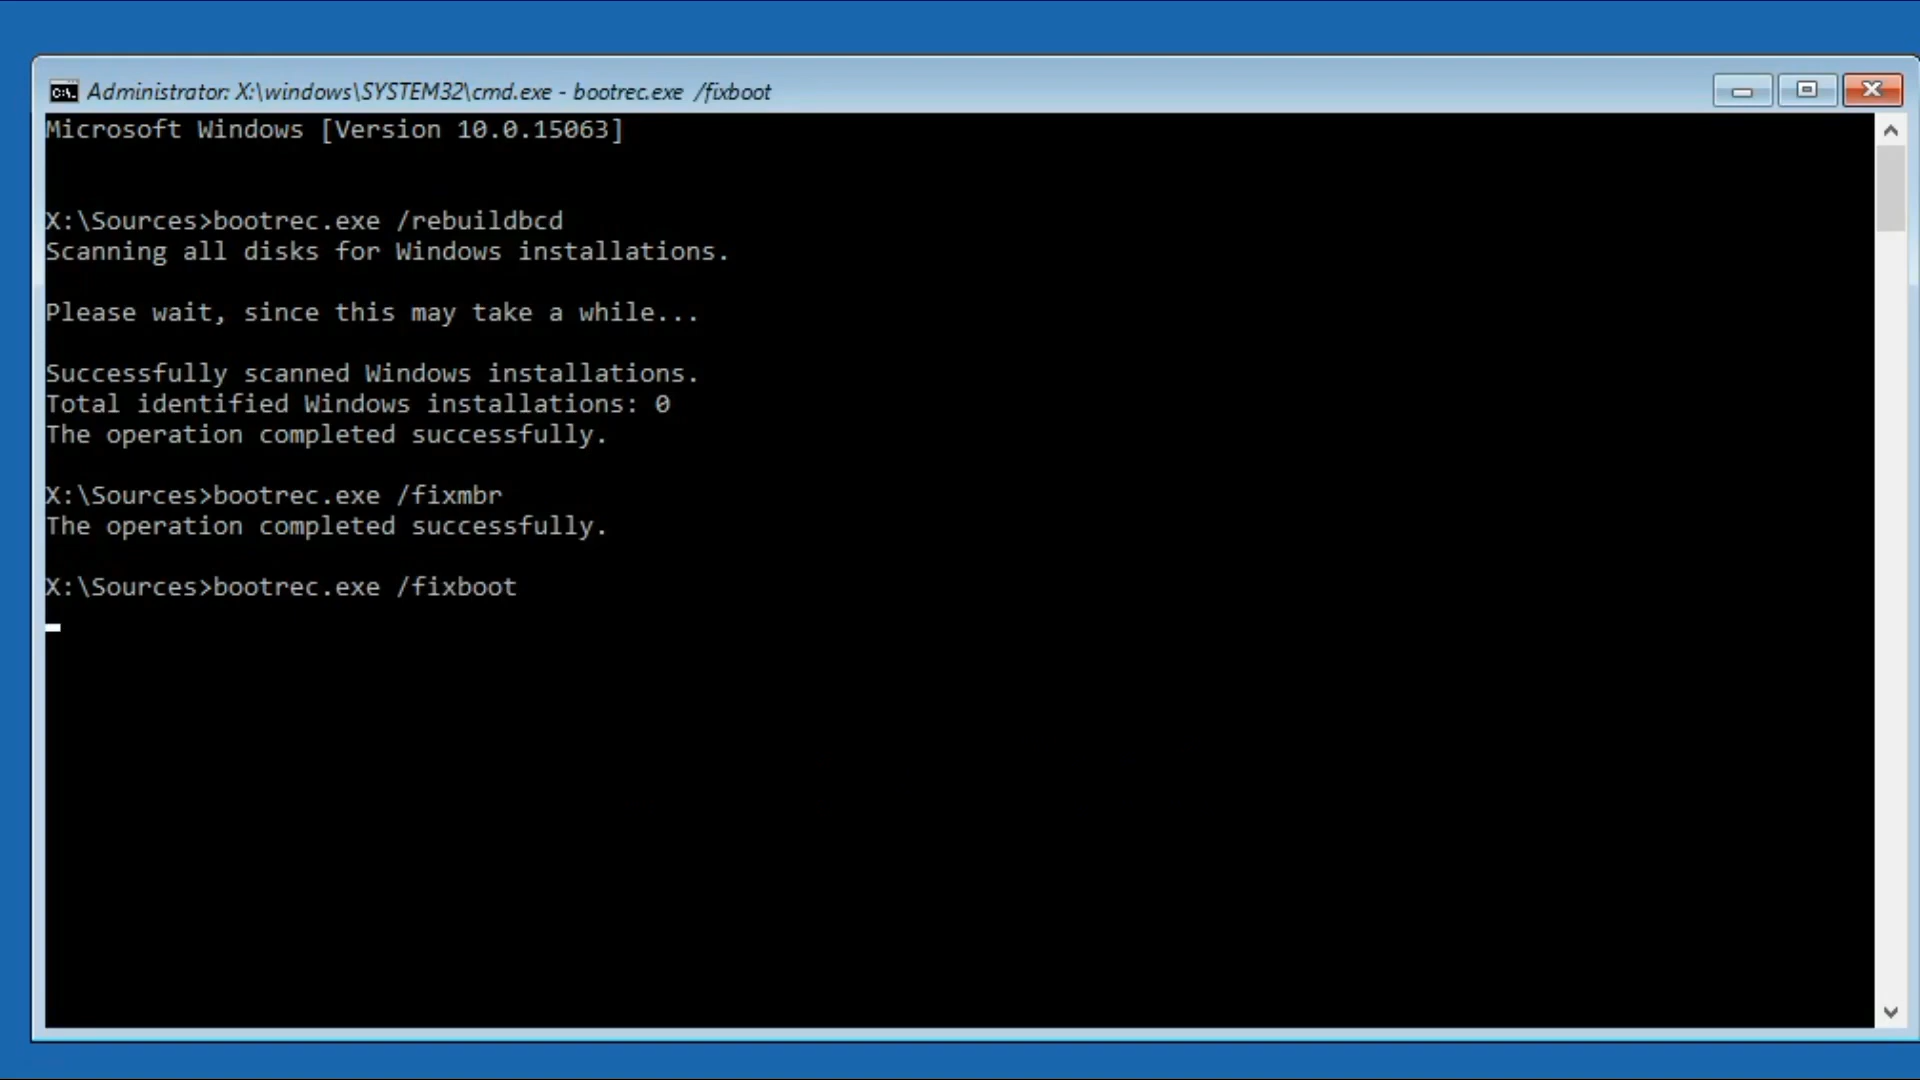 Administrator: X:\windows\SYSTEM32\cmd.exe - bootrec.exe /fixboot
Microsoft Windows [Version 10.0.15063]
X:\Sources>bootrec.exe /rebuildbcd
Scanning all disks for Windows installations.
Please wait, since this may take a while...
Successfully scanned Windows installations.
Total identified Windows installations: 0
The operation completed successfully.
X:\Sources>bootrec.exe /fixmbr
The operation completed successfully.
X:\Sources>bootrec.exe /fixboot